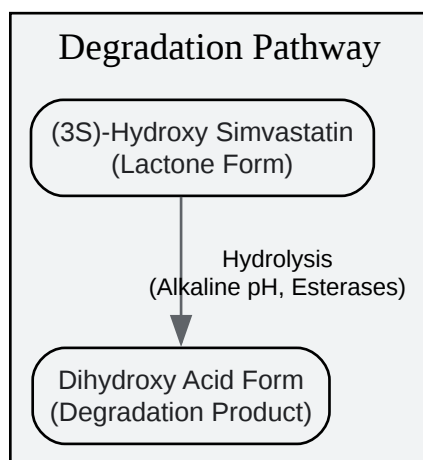 Degradation Pathway
(3S)-Hydroxy Simvastatin
(Lactone Form)
Hydrolysis
(Alkaline pH, Esterases)
Dihydroxy Acid Form
(Degradation Product)